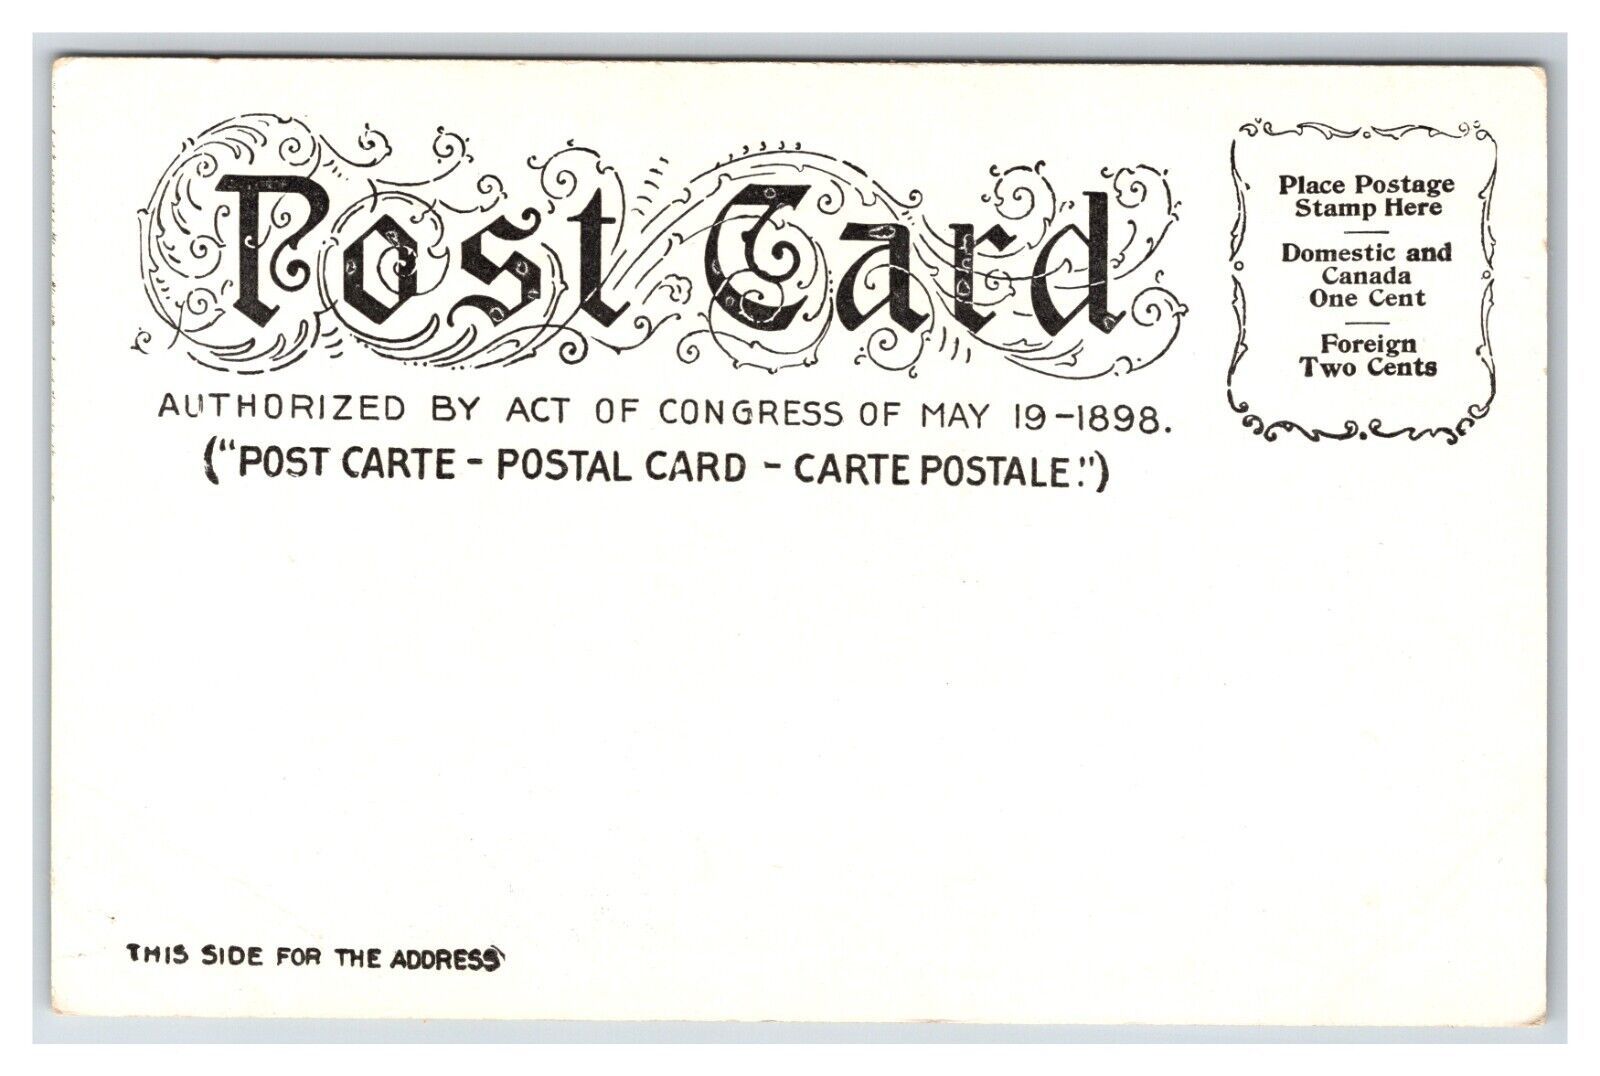 Post Card
AUTHORIZED BY ACT OF CONGRESS OF MAY 19-1898.
("POST CARTE - POSTAL CARD - CARTE POSTALE.")
Place Postage
Stamp Here
Domestic and
Canada
One Cent
Foreign
Two Cents
THIS SIDE FOR THE ADDRESS